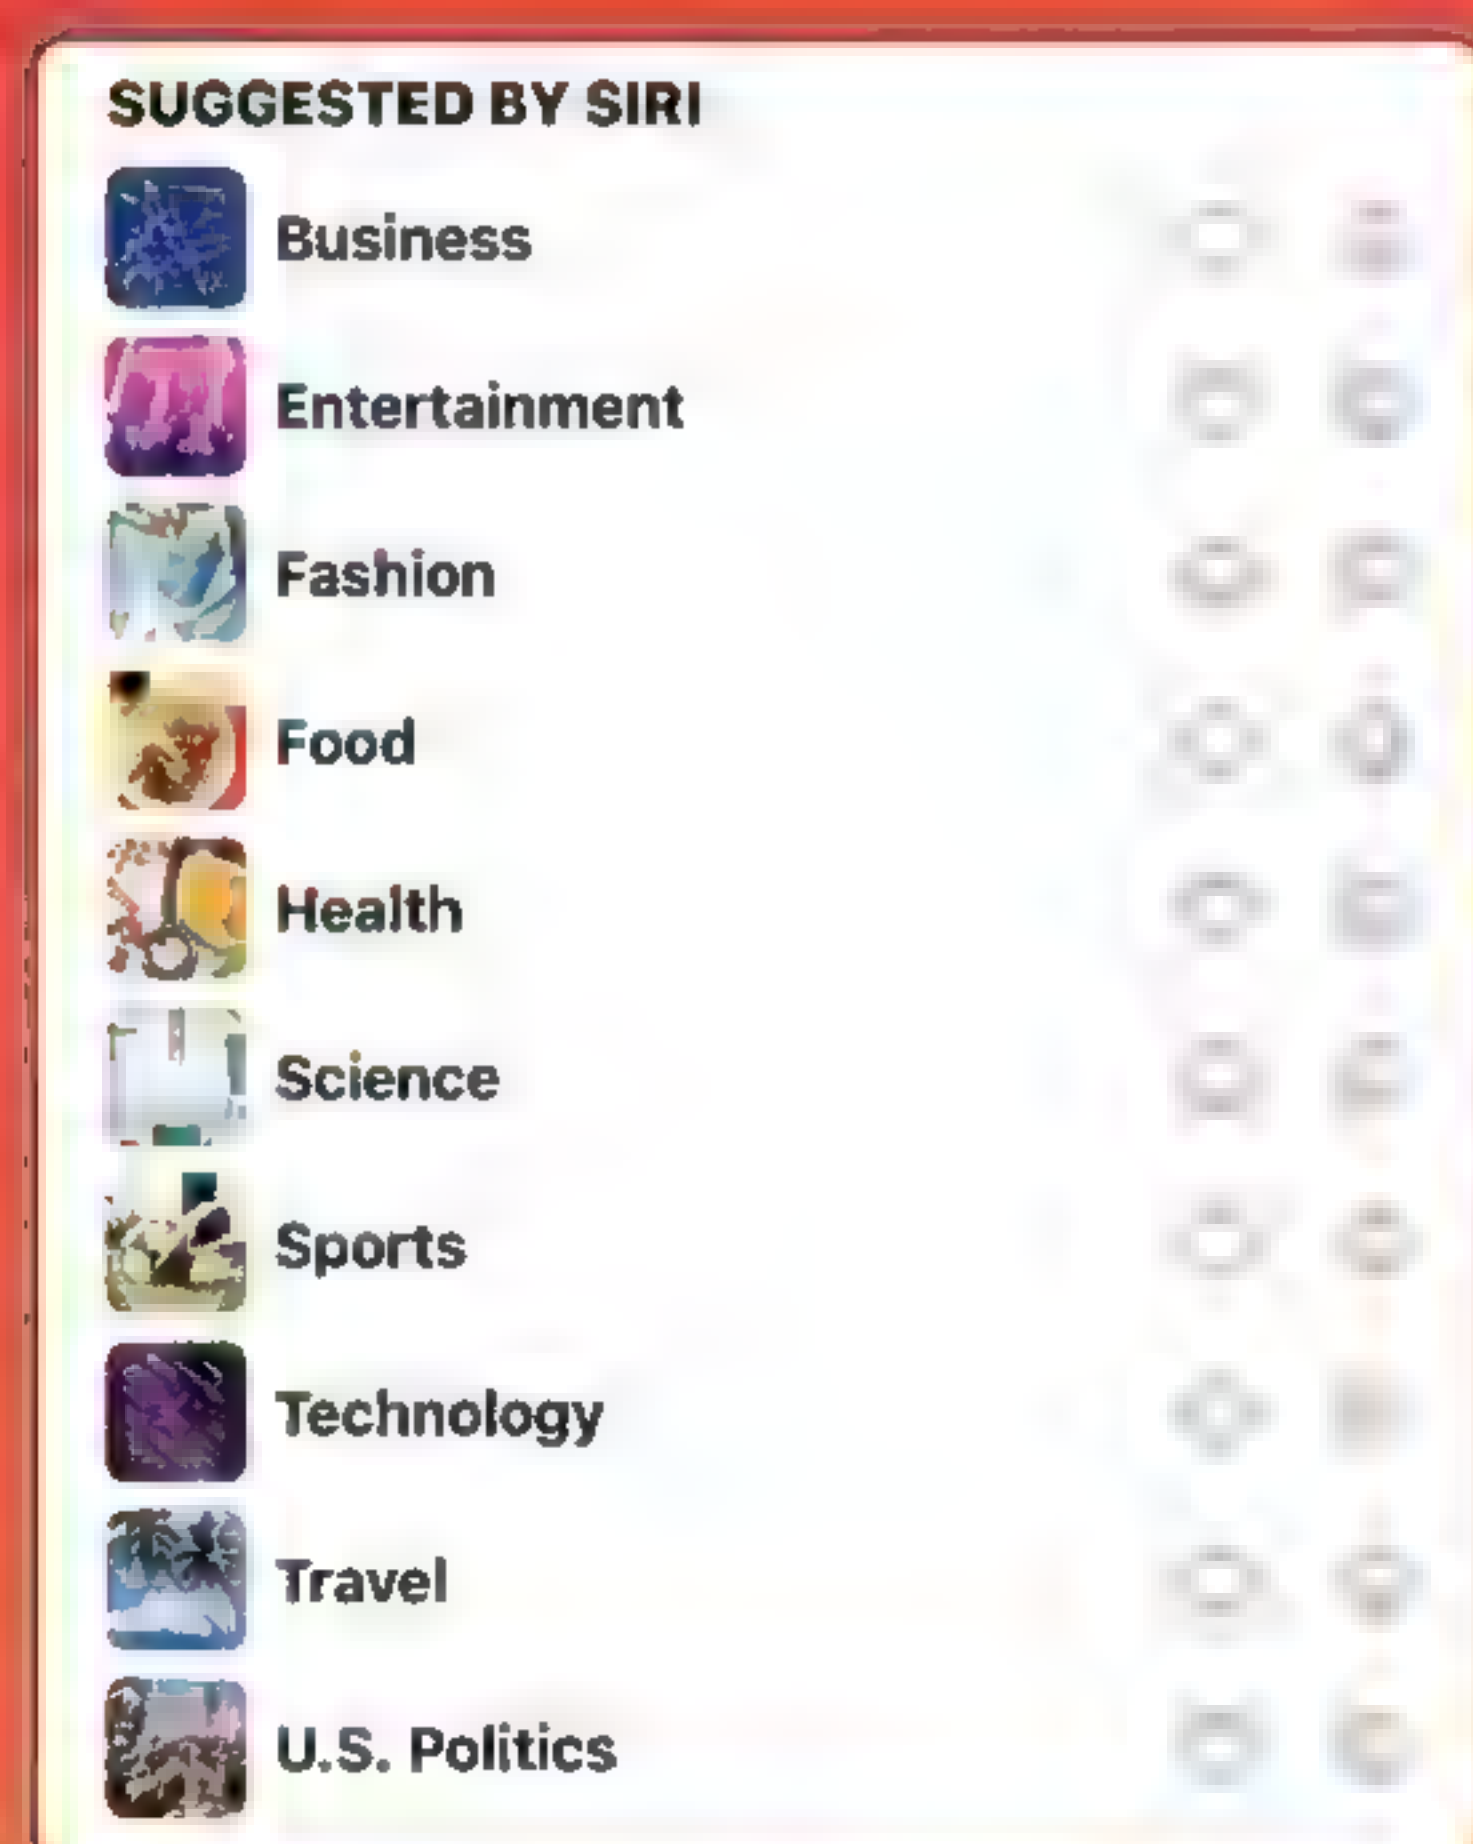 SUGGESTED BY SIRI
Business
Entertainment
Fashion
Food
Health
Science
Sports
Technology
Travel
U.S. Politics